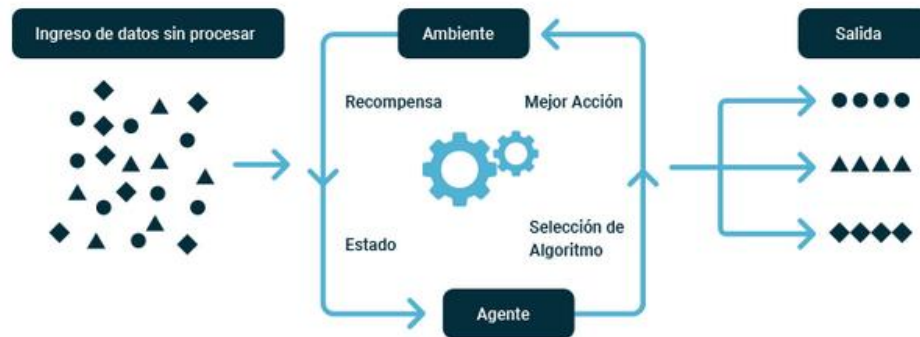 Ingreso de datos sin procesar
Ambiente
Salida
Recompensa
Mejor Acción
Estado
Selección de
Algoritmo
Agente